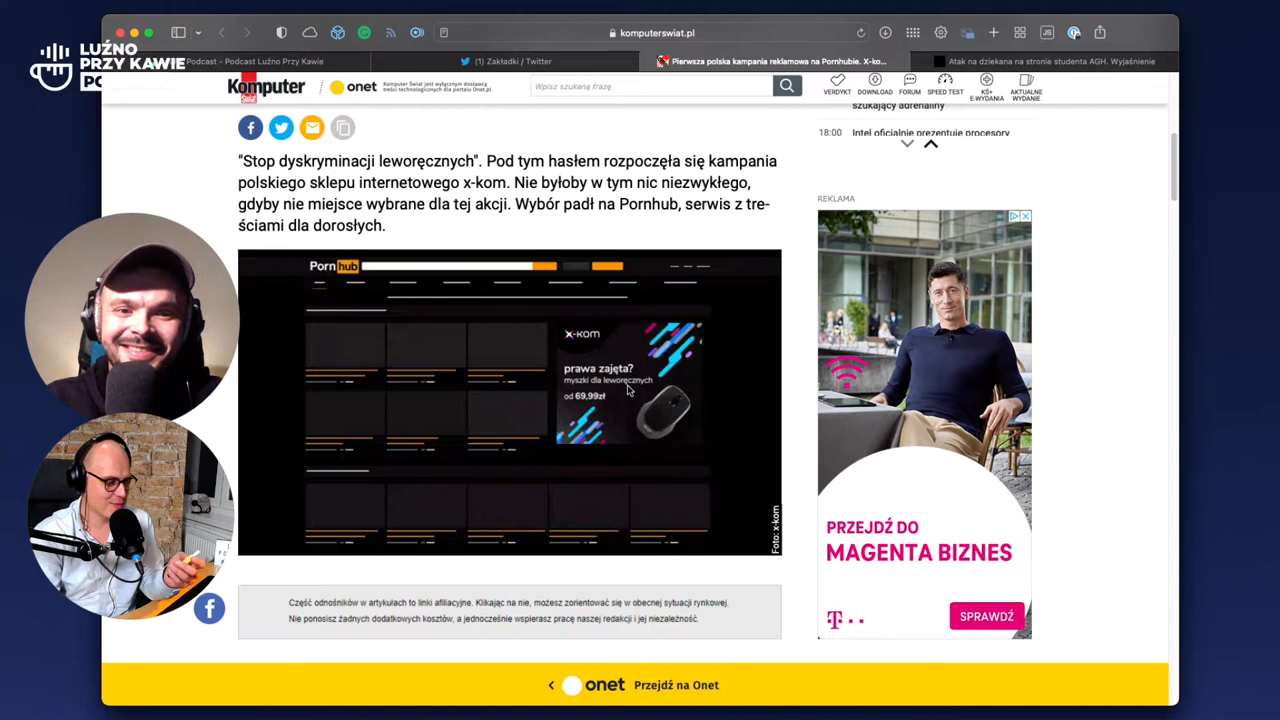 LUŹNO
PRZY KAWIE
PO
komputerswiat.pl
Podcast - Podcast Luźno Przy Kawie
(1) Zakładki / Twitter
Pierwsza polska kampania reklamowa na Pornhubie. X-ko...
Atak na dziekana na stronie studenta AGH. Wyjaśnienie
Komputer
Świat
onet
Komputer Świat jest wyłącznym dostawcą
treści technologicznych dla portalu Onet.pl
Wpisz szukaną frazę
VERDYKT
DOWNLOAD
FORUM
SPEED TEST
KŚ+
E-WYDANIA
AKTUALNE
WYDANIE
szukający adrenaliny
18:00 Intel oficjalnie prezentuje procesory
"Stop dyskryminacji leworęcznych". Pod tym hasłem rozpoczęła się kampania
polskiego sklepu internetowego x-kom. Nie byłoby w tym nic niezwykłego,
gdyby nie miejsce wybrane dla tej akcji. Wybór padł na Pornhub, serwis z tre-
ściami dla dorosłych.
Porn hub
x-kom
prawa zajęta?
myszki dla leworęcznych
od 69,99zł
Foto: x-kom
REKLAMA
PRZEJDŹ DO
MAGENTA BIZNES
T
SPRAWDŹ
Część odnośników w artykułach to linki afiliacyjne. Klikając na nie, możesz zorientować się w obecnej sytuacji rynkowej.
Nie ponosisz żadnych dodatkowych kosztów, a jednocześnie wspierasz pracę naszej redakcji i jej niezależność.
onet Przejdź na Onet